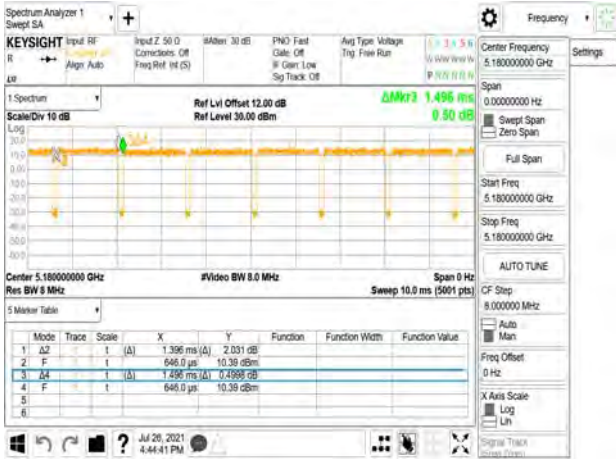 Spectrum Analyzer 1
Swept SA
+
Frequency
KEYSIGHT
Input: RF
R
Align: Auto
Input Z: 50 Ω
Corrections: Off
Freq Ref: Int (S)
#Atten: 30 dB
PNO: Fast
Gate: Off
IF Gain: Low
Sig Track: Off
Avg Type: Voltage
Trig: Free Run
1 Spectrum
Scale/Div 10 dB
Log
Ref Lvl Offset 12.00 dB
Ref Level 30.00 dBm
ΔMkr3 1.496 ms
0.50 dB
3Δ4
Center 5.180000000 GHz
Res BW 8 MHz
#Video BW 8.0 MHz
Span 0 Hz
Sweep 10.0 ms (5001 pts)
5 Marker Table
Mode Trace Scale X Y Function Function Width Function Value
1 Δ2 1 t (Δ) 1.396 ms (Δ) 2.031 dB
2 F 1 t 646.0 µs 10.39 dBm
3 Δ4 1 t (Δ) 1.496 ms (Δ) 0.4998 dB
4 F 1 t 646.0 µs 10.39 dBm
5
6
Jul 26, 2021
4:44:41 PM
Center Frequency
5.180000000 GHz
Settings
Span
0.00000000 Hz
Swept Span
Zero Span
Full Span
Start Freq
5.180000000 GHz
Stop Freq
5.180000000 GHz
AUTO TUNE
CF Step
8.000000 MHz
Auto
Man
Freq Offset
0 Hz
X Axis Scale
Log
Lin
Signal Track